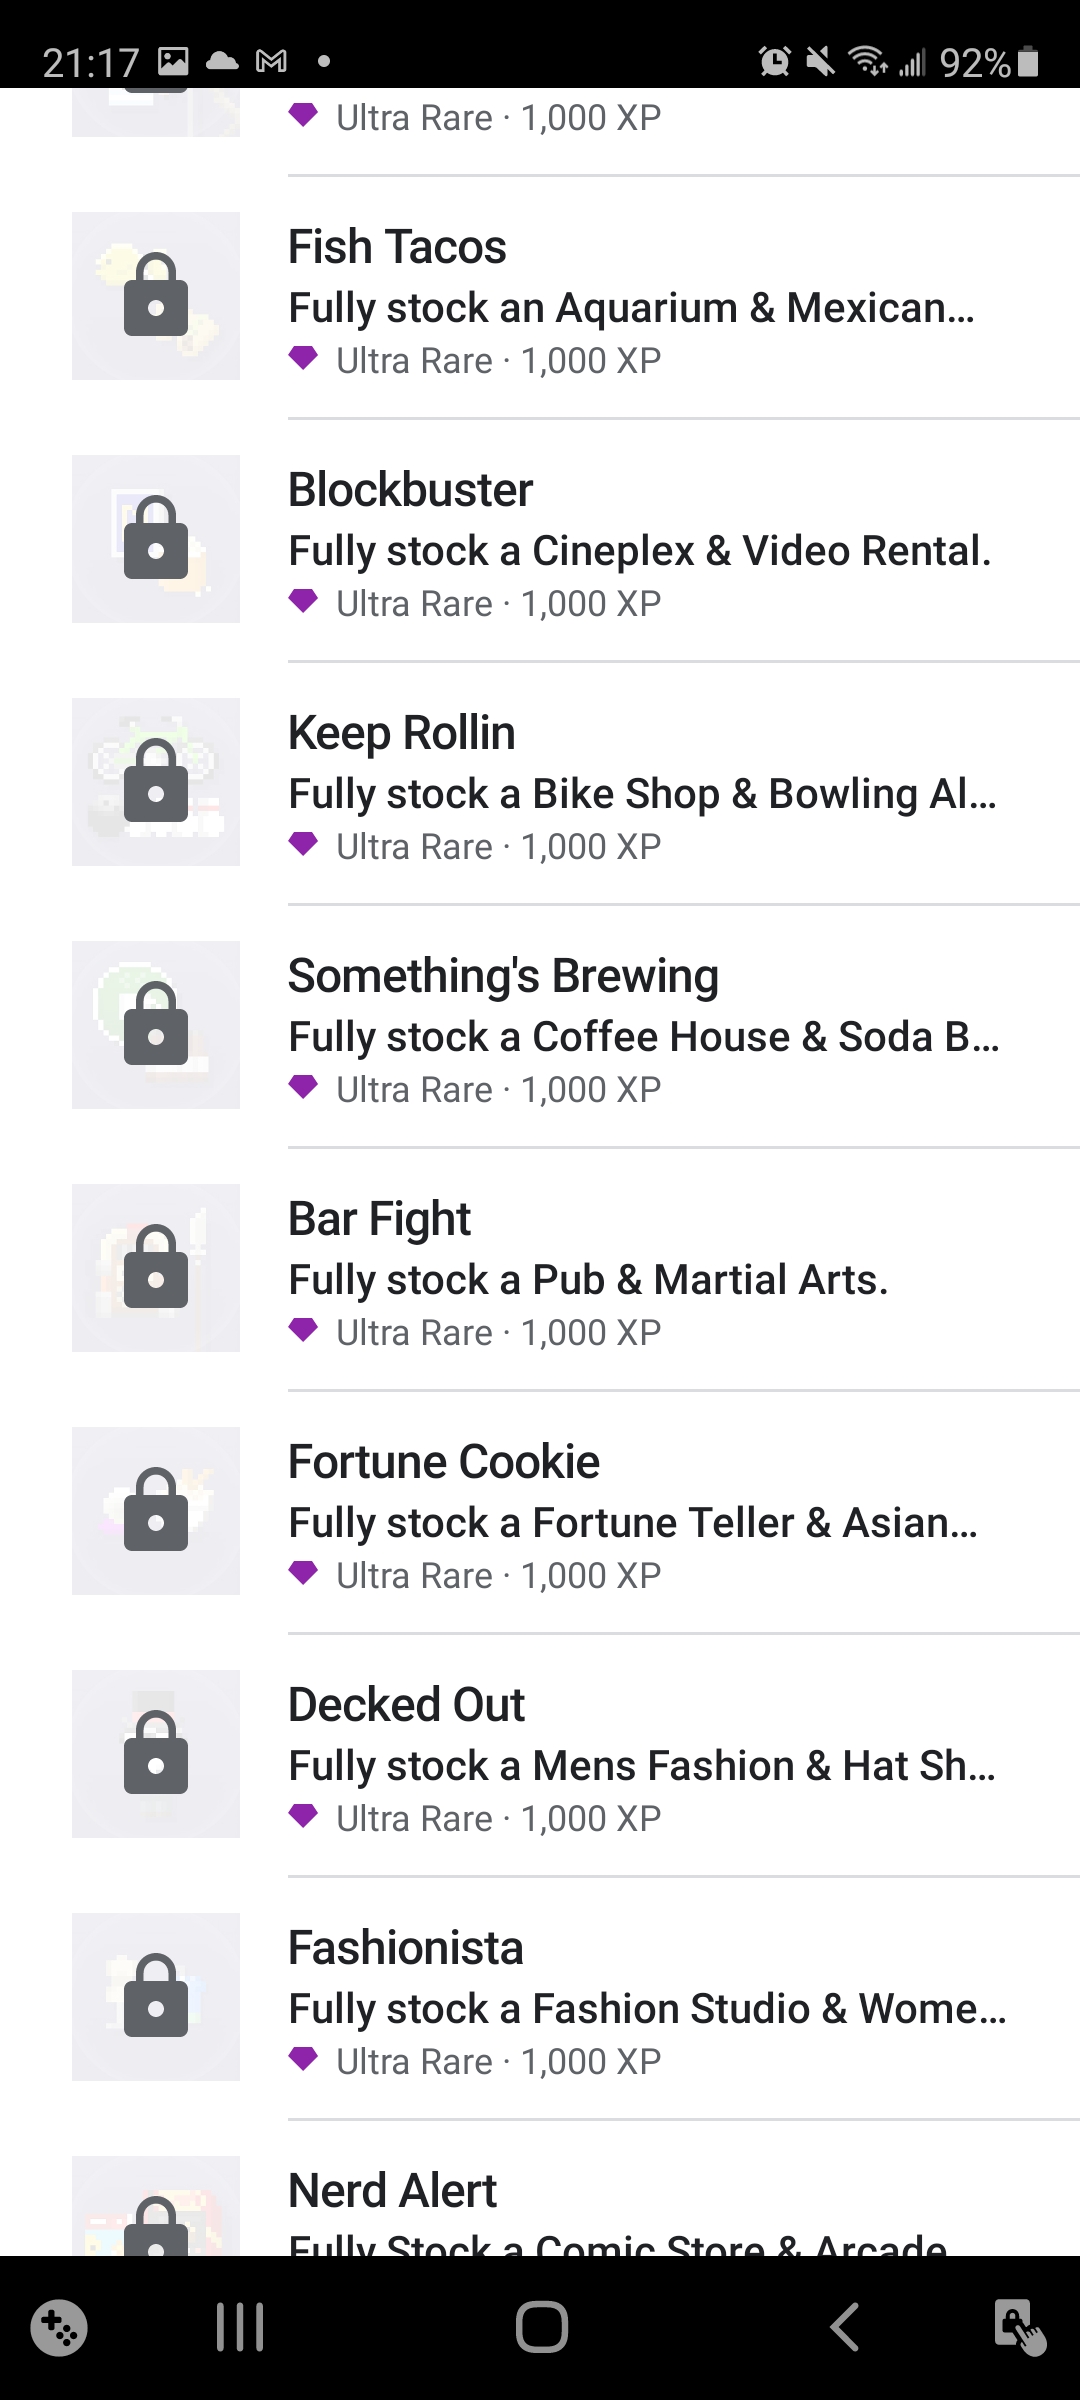 21:17 92%
Ultra Rare · 1,000 XP
Fish Tacos
Fully stock an Aquarium & Mexican...
Ultra Rare · 1,000 XP
Blockbuster
Fully stock a Cineplex & Video Rental.
Ultra Rare · 1,000 XP
Keep Rollin
Fully stock a Bike Shop & Bowling Al...
Ultra Rare · 1,000 XP
Something's Brewing
Fully stock a Coffee House & Soda B...
Ultra Rare · 1,000 XP
Bar Fight
Fully stock a Pub & Martial Arts.
Ultra Rare · 1,000 XP
Fortune Cookie
Fully stock a Fortune Teller & Asian...
Ultra Rare · 1,000 XP
Decked Out
Fully stock a Mens Fashion & Hat Sh...
Ultra Rare · 1,000 XP
Fashionista
Fully stock a Fashion Studio & Wome...
Ultra Rare · 1,000 XP
Nerd Alert
Fully Stock a Comic Store & Arcade